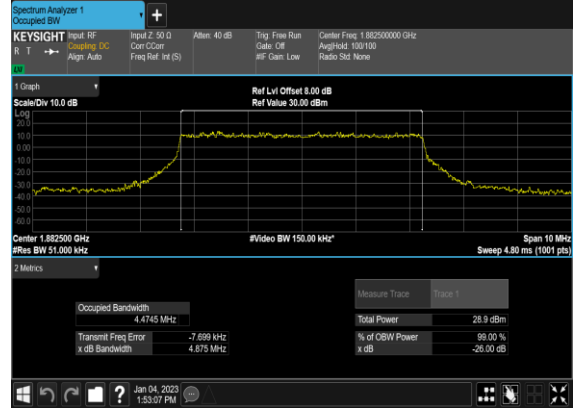 Spectrum Analyzer 1
Occupied BW
KEYSIGHT Input: RF Input Z: 50 Ω Atten: 40 dB Trig: Free Run Center Freq: 1.882500000 GHz
R T Coupling: DC Corr CCorr Gate: Off Avg|Hold: 100/100
Align: Auto Freq Ref: Int (S) #IF Gain: Low Radio Std: None
LM
1 Graph Ref Lvl Offset 8.00 dB
Scale/Div 10.0 dB Ref Value 30.00 dBm
Log
20.0
10.0
0.00
-10.0
-20.0
-30.0
-40.0
-50.0
-60.0
Center 1.882500 GHz #Video BW 150.00 kHz* Span 10 MHz
#Res BW 51.000 kHz Sweep 4.80 ms (1001 pts)
2 Metrics
Measure Trace Trace 1
Occupied Bandwidth
4.4745 MHz Total Power 28.9 dBm
Transmit Freq Error -7.699 kHz % of OBW Power 99.00 %
x dB Bandwidth 4.875 MHz x dB -26.00 dB
? Jan 04, 2023
1:53:07 PM